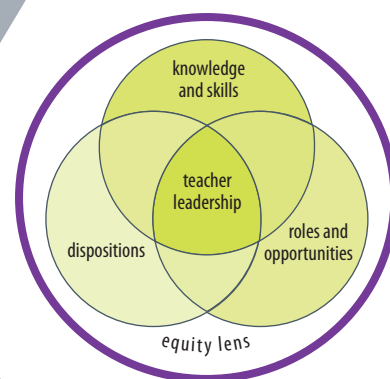 knowledge
and skills
teacher
leadership
dispositions
roles and
opportunities
equity lens